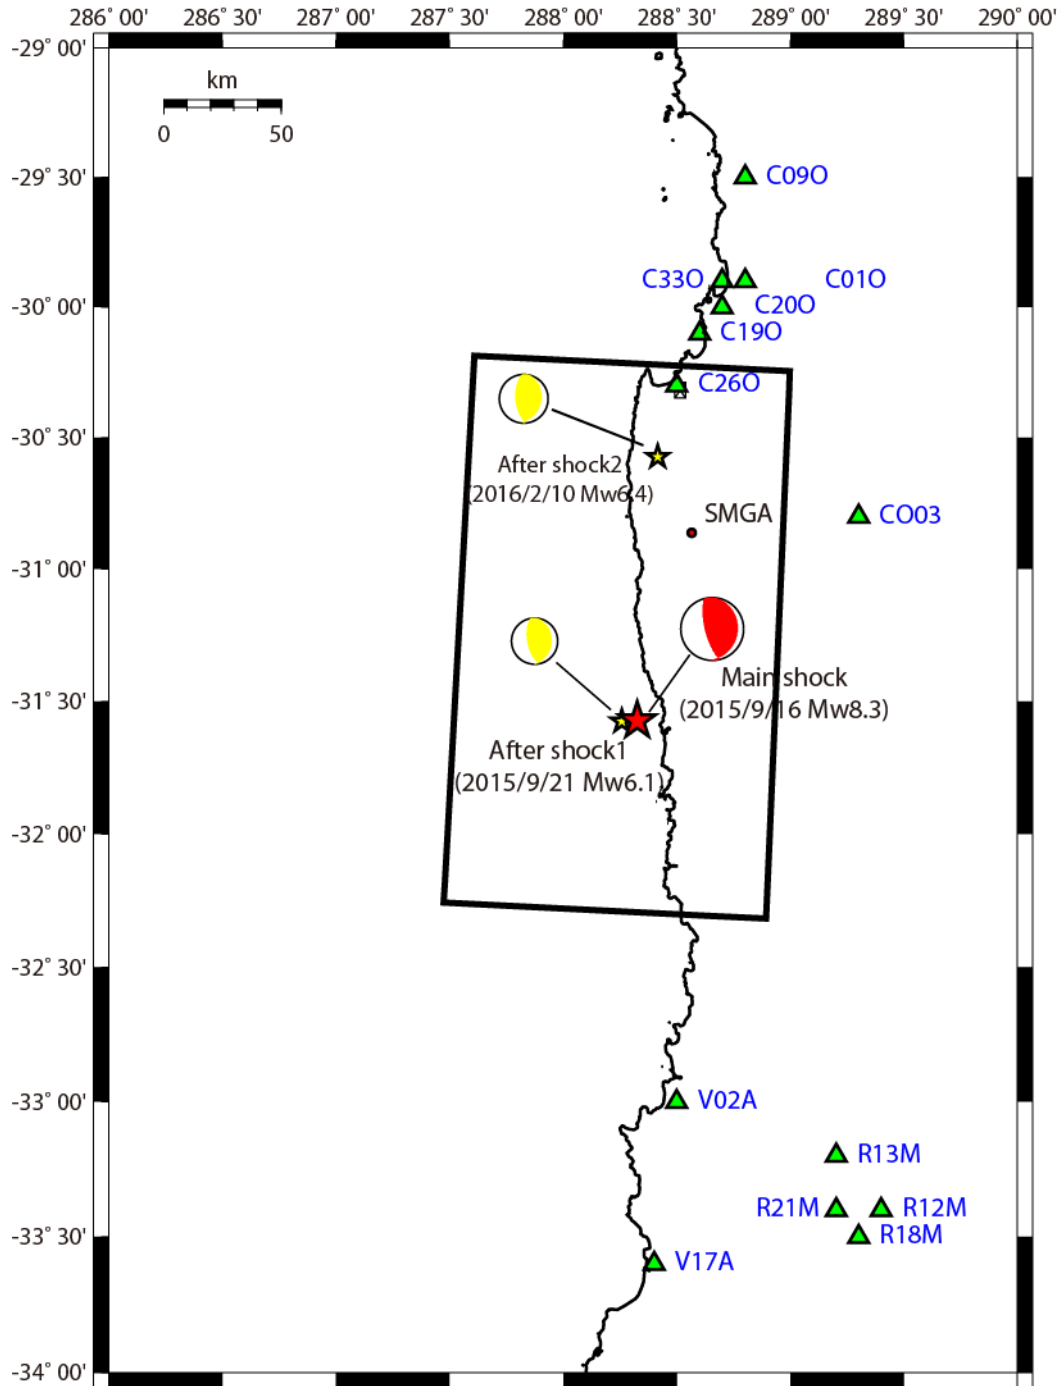 286˚ 00' 286˚ 30' 287˚ 00' 287˚ 30' 288˚ 00' 288˚ 30' 289˚ 00' 289˚ 30' 290˚ 00'
-29˚ 00'
km
0 50
-29˚ 30'
C09O
C33O
C01O
-30˚ 00'
C20O
C19O
C26O
-30˚ 30'
After shock2
(2016/2/10 Mw6.4)
SMGA
CO03
-31˚ 00'
-31˚ 30'
Main shock
(2015/9/16 Mw8.3)
After shock1
(2015/9/21 Mw6.1)
-32˚ 00'
-32˚ 30'
-33˚ 00'
V02A
R13M
R21M
R12M
-33˚ 30'
R18M
V17A
-34˚ 00'